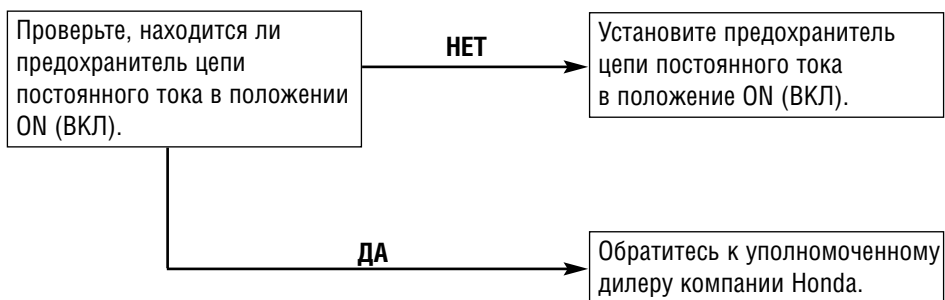 Проверьте, находится ли
предохранитель цепи
постоянного тока в положении
ON (ВКЛ).
НЕТ
Установите предохранитель
цепи постоянного тока
в положение ON (ВКЛ).
ДА
Обратитесь к уполномоченному
дилеру компании Honda.